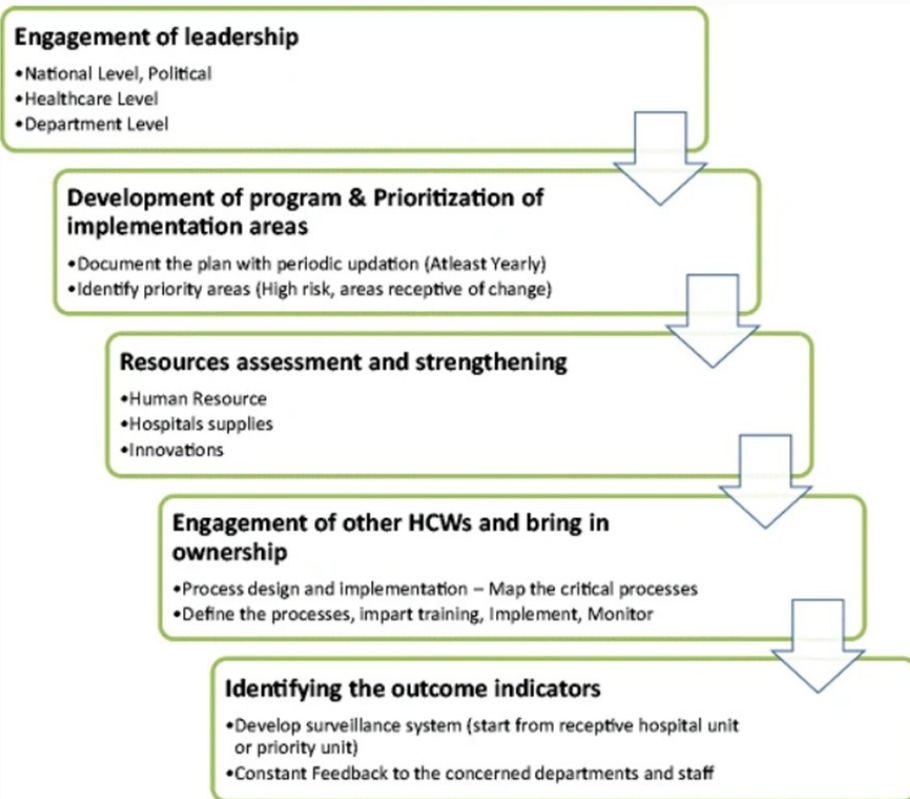 Engagement of leadership
•National Level, Political
•Healthcare Level
•Department Level
Development of program & Prioritization of
implementation areas
•Document the plan with periodic updation (Atleast Yearly)
•Identify priority areas (High risk, areas receptive of change)
Resources assessment and strengthening
•Human Resource
•Hospitals supplies
•Innovations
Engagement of other HCWs and bring in
ownership
•Process design and implementation – Map the critical processes
•Define the processes, impart training, Implement, Monitor
Identifying the outcome indicators
•Develop surveillance system (start from receptive hospital unit
or priority unit)
•Constant Feedback to the concerned departments and staff